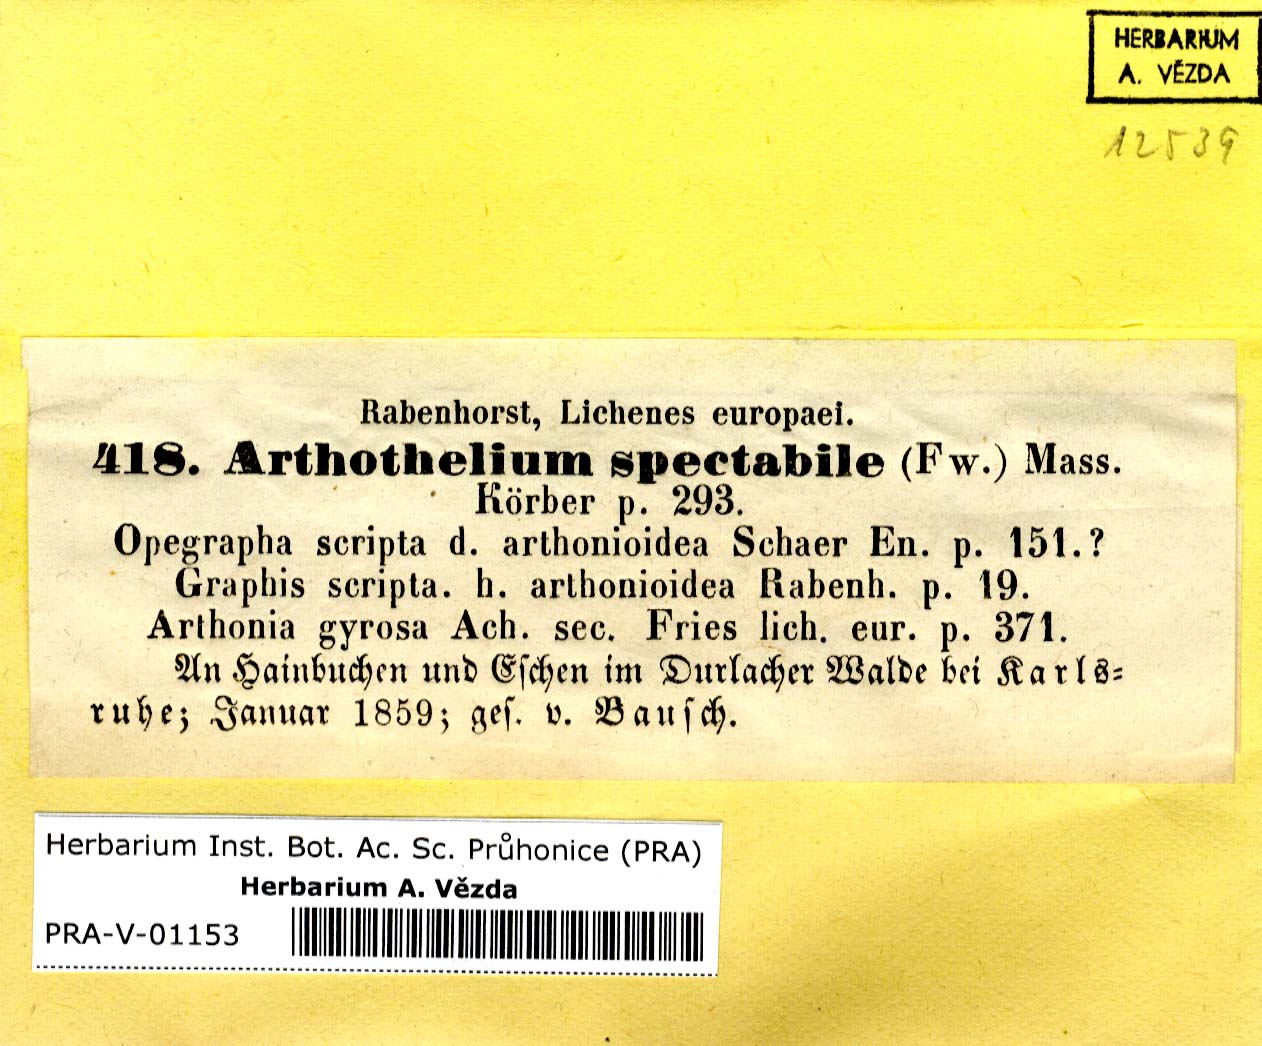 HERBARIUM
A. VĚZDA
12539
Rabenhorst, Lichenes europaei.
418. Arthothelium spectabile (Fw.) Mass.
Körber p. 293.
Opegrapha scripta d. arthonioidea Schaer En. p. 151.?
Graphis scripta. h. arthonioidea Rabenh. p. 19.
Arthonia gyrosa Ach. sec. Fries lich. eur. p. 371.
An Hainbuchen und Eschen im Durlacher Walde bei Karls-
ruhe; Januar 1859; ges. v. Bausch.
Herbarium Inst. Bot. Ac. Sc. Průhonice (PRA)
Herbarium A. Vězda
PRA-V-01153